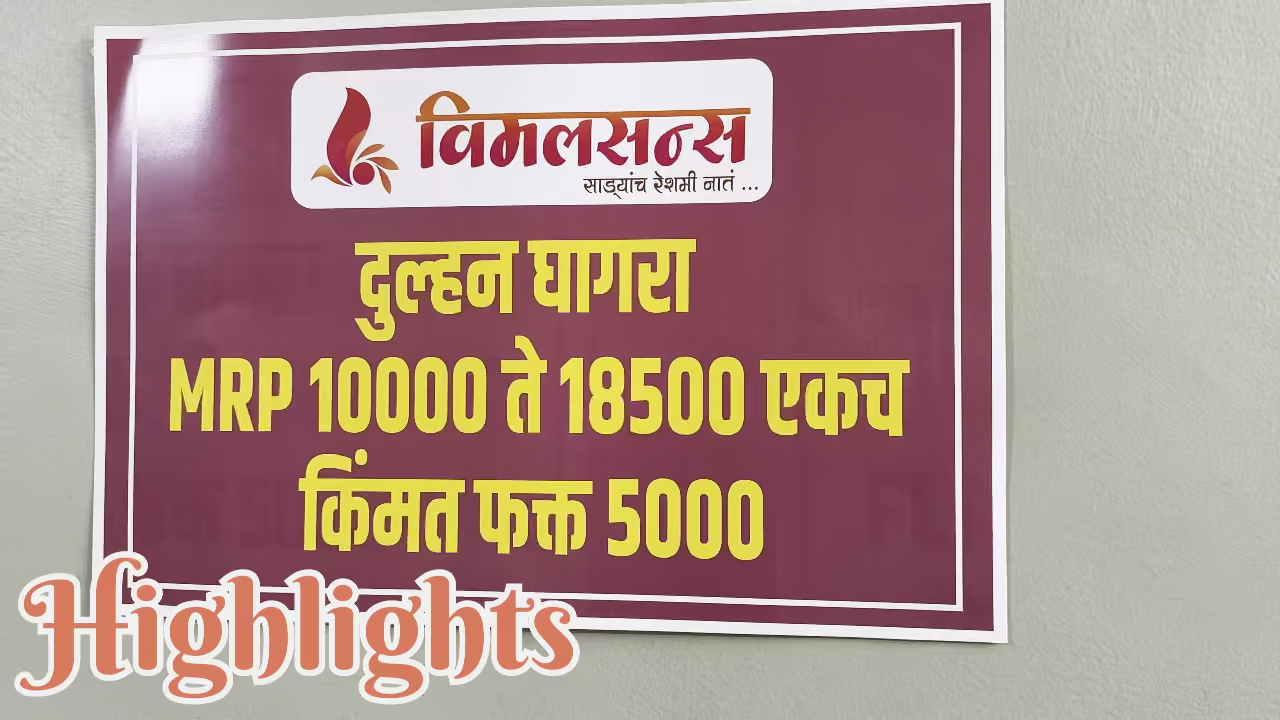 विमलसन्स
साड्यांच रेशमी नातं ...
दुल्हन घागरा
MRP 10000 ते 18500 एकच
किंमत फक्त 5000
Highlights